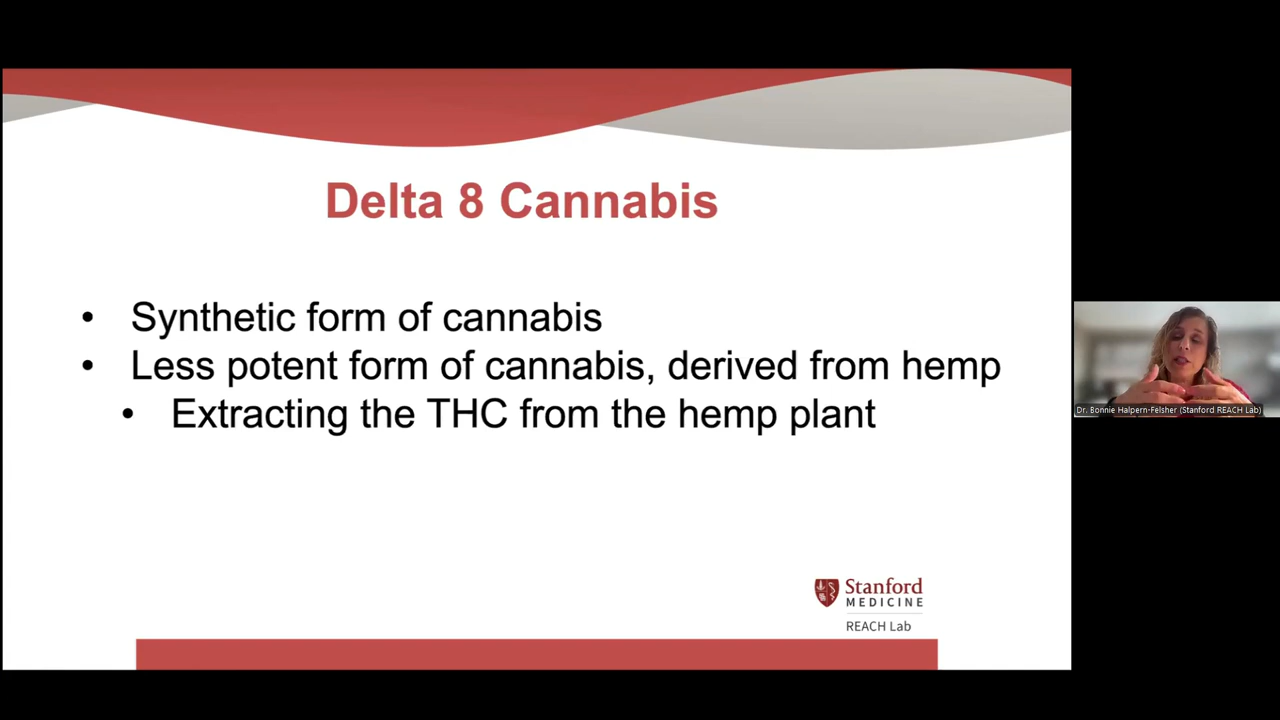 Delta 8 Cannabis
• Synthetic form of cannabis
• Less potent form of cannabis, derived from hemp
• Extracting the THC from the hemp plant
Stanford
MEDICINE
REACH Lab
Dr. Bonnie Halpern-Felsher (Stanford REACH Lab)